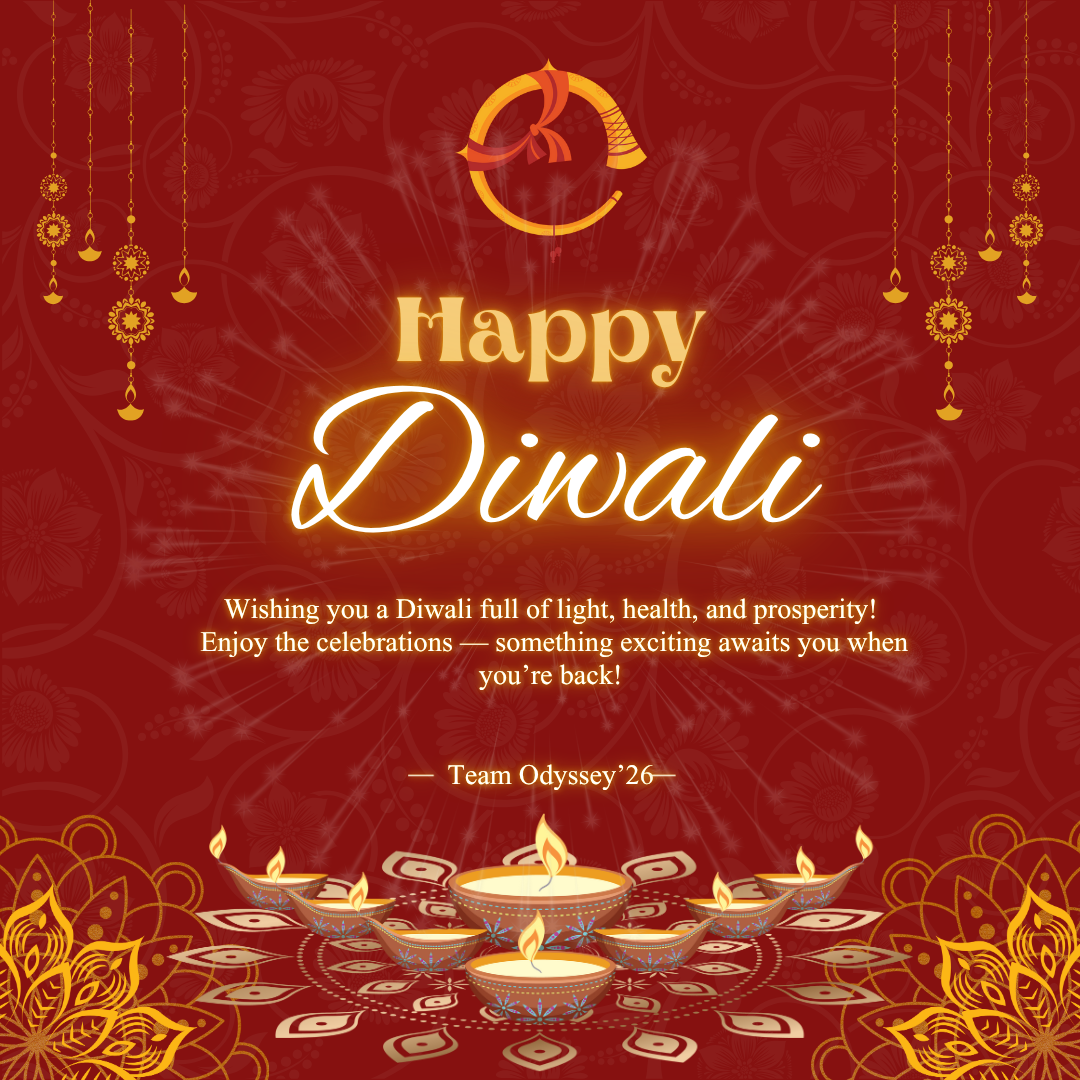 Happy
Diwali
Wishing you a Diwali full of light, health, and prosperity!
Enjoy the celebrations — something exciting awaits you when
you’re back!
— Team Odyssey’26—